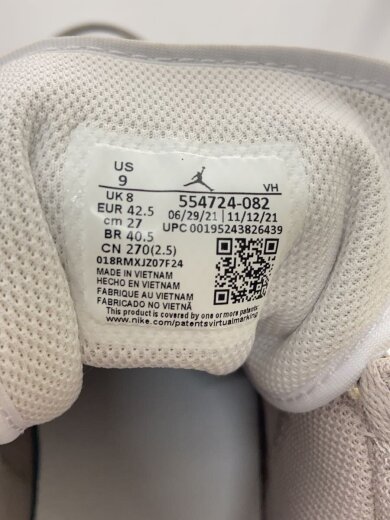 US
9
VH
UK 8
554724-082
EUR 42.5
06/29/21 | 11/12/21
cm 27
UPC 00195243826439
BR 40.5
CN 270(2.5)
018RMXJZ07F24
MADE IN VIETNAM
HECHO EN VIETNAM
FABRIQUE AU VIETNAM
FABRICADO NO VIETNÃ
This product is covered by one or more patents
www.nike.com/patentsvirtualmarking